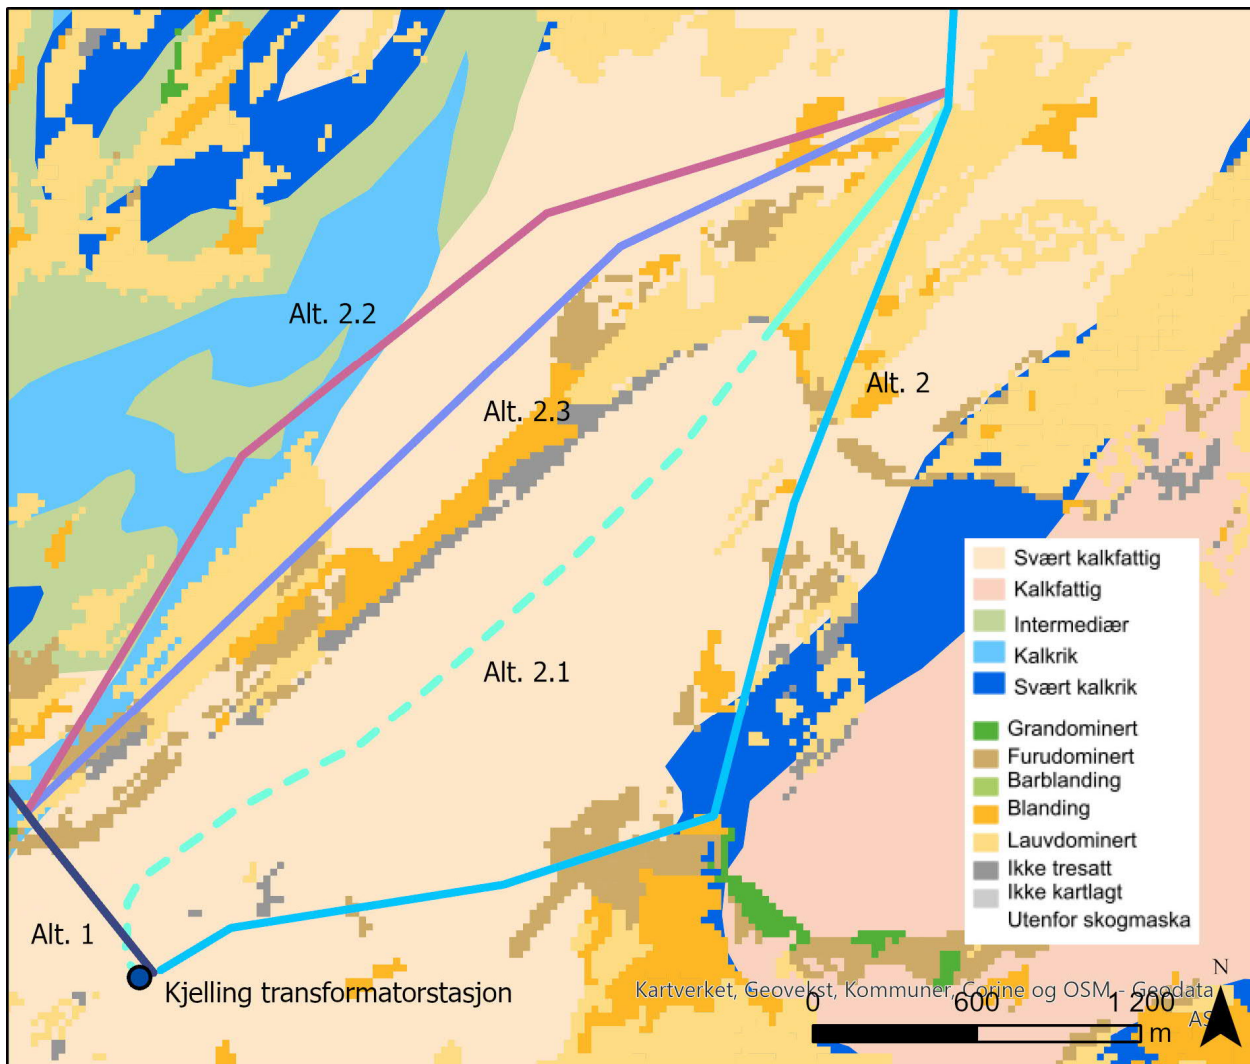 Alt. 2.2
Alt. 2
Alt. 2.3
Alt. 2.1
Svært kalkfattig
Kalkfattig
Intermediær
Kalkrik
Svært kalkrik
Grandominert
Furudominert
Barblanding
Blanding
Lauvdominert
Ikke tresatt
Ikke kartlagt
Utenfor skogmaska
Alt. 1
Kjelling transformatorstasjon
Kartverket, Geovekst, Kommuner, Corine og OSM - Geodata
AS
N
0 600 1 200
m